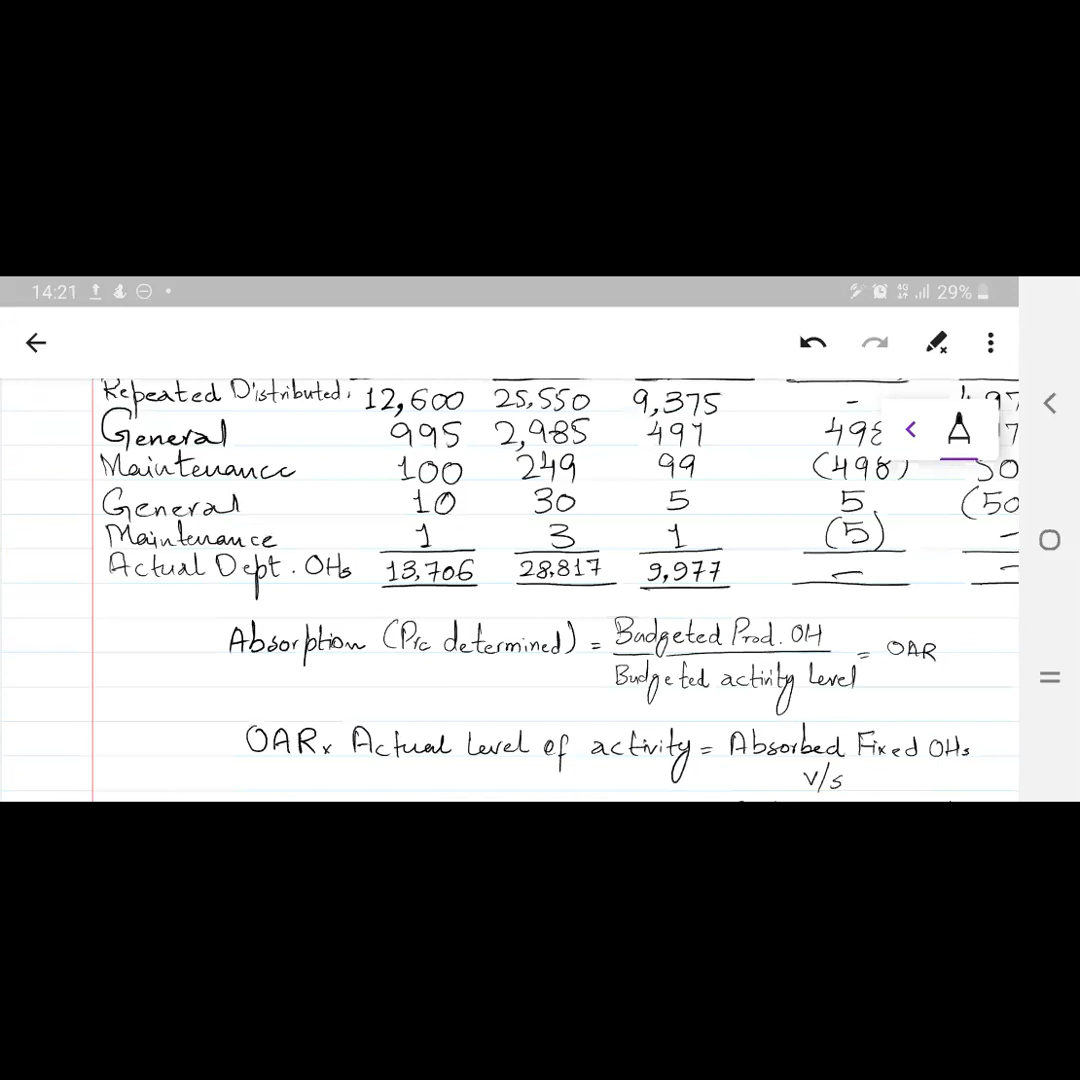 14:21 4G 29%
Repeated Distributed. 12,600 25,550 9,375 -
General 995 2,985 497
Maintenance 100 249 99 (498)
General 10 30 5 5 (50
Maintenance 1 3 1 (5) -
Actual Dept. OHs 13,706 28,817 9,977 - -
Absorption (Pre determined) = Budgeted Prod. OH = OAR
Budgeted activity Level
OAR x Actual Level of activity = Absorbed Fixed OHs
v/s